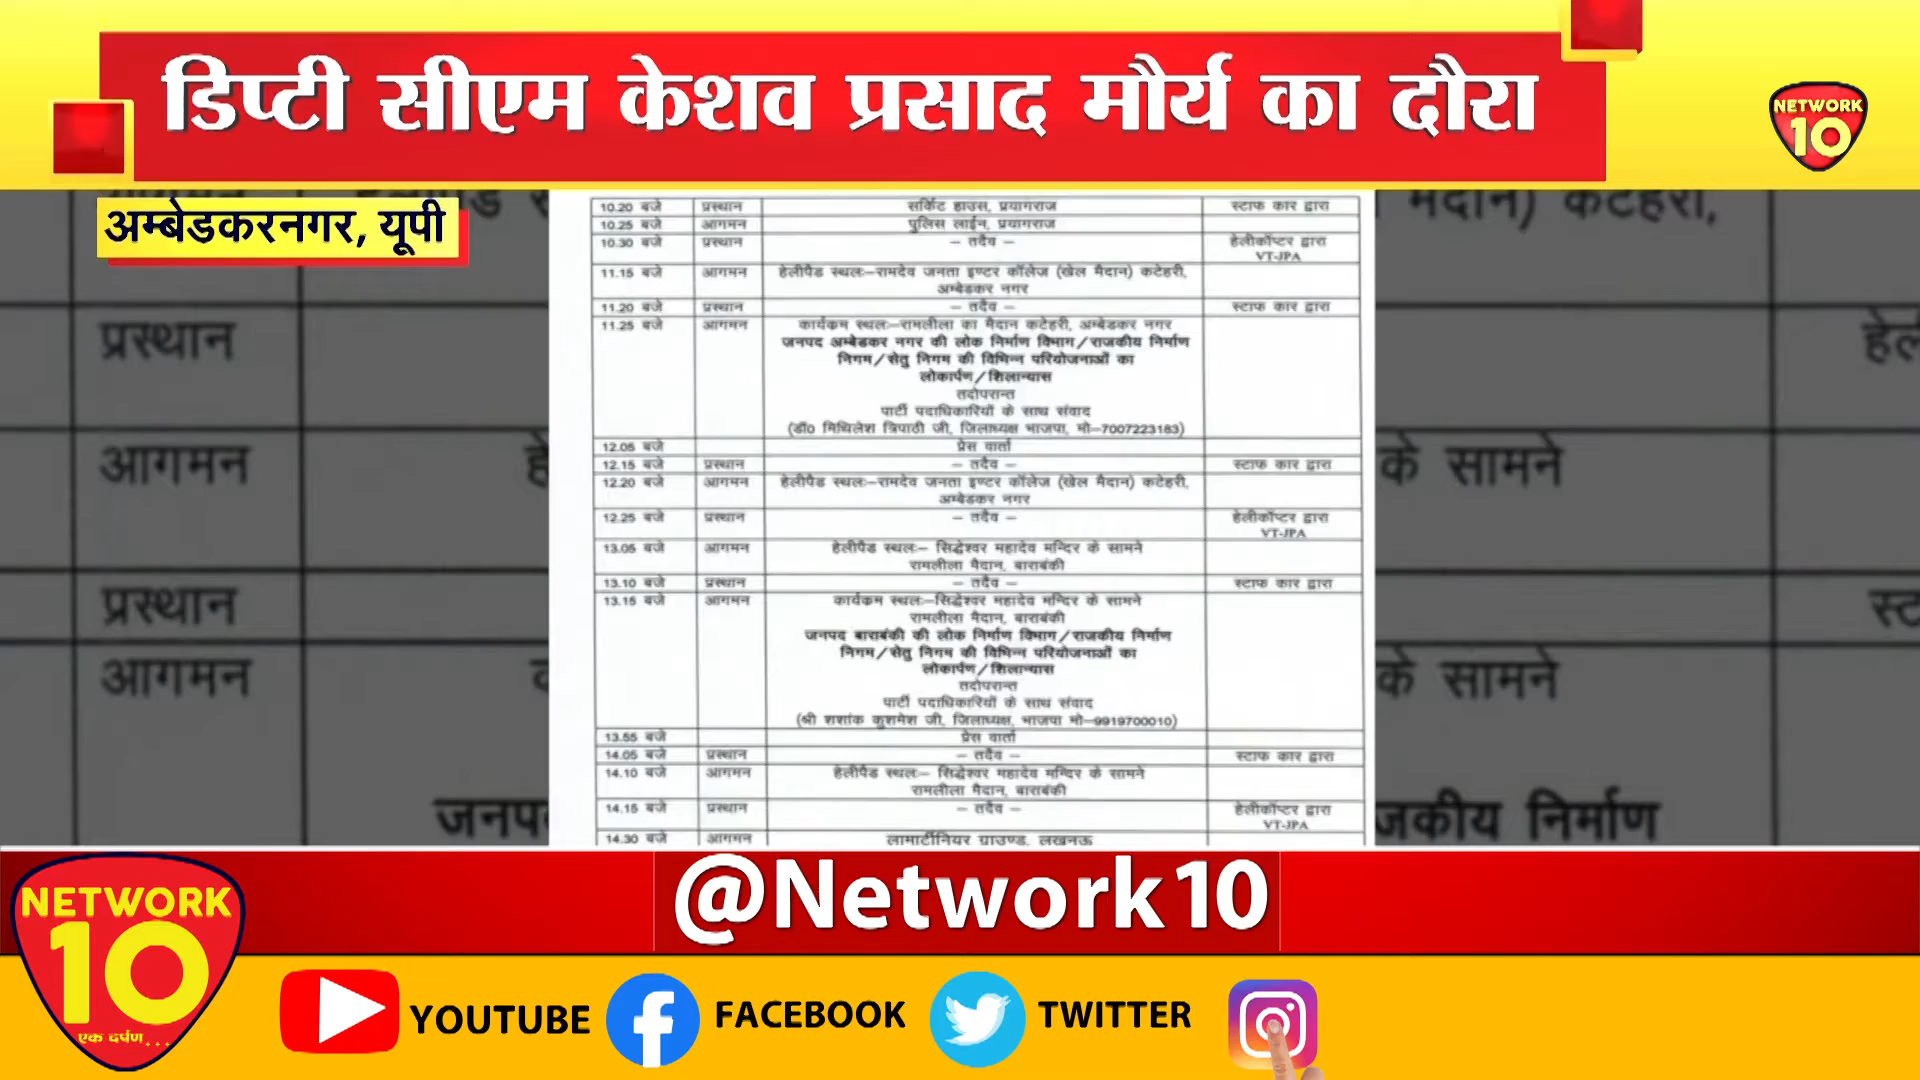 डिप्टी सीएम केशव प्रसाद मौर्य का दौरा
NETWORK
10
अम्बेडकरनगर, यूपी
10.20 बजे प्रस्थान सर्किट हाउस, प्रयागराज स्टाफ कार द्वारा
10.25 बजे आगमन पुलिस लाईन, प्रयागराज
10.30 बजे प्रस्थान – तदैव – हेलीकॉप्टर द्वारा
VT-JPA
11.15 बजे आगमन हेलीपैड स्थलः–रामदेव जनता इण्टर कॉलेज (खेल मैदान) कटेहरी,
अम्बेडकर नगर
11.20 बजे प्रस्थान – तदैव – स्टाफ कार द्वारा
11.25 बजे आगमन कार्यक्रम स्थलः–रामलीला का मैदान कटेहरी, अम्बेडकर नगर
जनपद अम्बेडकर नगर की लोक निर्माण विभाग/राजकीय निर्माण
निगम/सेतु निगम की विभिन्न परियोजनाओं का
लोकार्पण/शिलान्यास
तदोपरान्त
पार्टी पदाधिकारियों के साथ संवाद
(डॉ0 मिथिलेश त्रिपाठी जी, जिलाध्यक्ष भाजपा, मो–7007223183)
12.05 बजे प्रेस वार्ता
12.15 बजे प्रस्थान – तदैव – स्टाफ कार द्वारा
12.20 बजे आगमन हेलीपैड स्थलः–रामदेव जनता इण्टर कॉलेज (खेल मैदान) कटेहरी,
अम्बेडकर नगर
12.25 बजे प्रस्थान – तदैव – हेलीकॉप्टर द्वारा
VT-JPA
13.05 बजे आगमन हेलीपैड स्थलः– सिद्धेश्वर महादेव मन्दिर के सामने
रामलीला मैदान, बाराबंकी
13.10 बजे प्रस्थान – तदैव – स्टाफ कार द्वारा
13.15 बजे आगमन कार्यक्रम स्थलः–सिद्धेश्वर महादेव मन्दिर के सामने
रामलीला मैदान, बाराबंकी
जनपद बाराबंकी की लोक निर्माण विभाग/राजकीय निर्माण
निगम/सेतु निगम की विभिन्न परियोजनाओं का
लोकार्पण/शिलान्यास
तदोपरान्त
पार्टी पदाधिकारियों के साथ संवाद
(श्री शशांक कुशमेश जी, जिलाध्यक्ष, भाजपा मो–9919700010)
13.55 बजे प्रेस वार्ता
14.05 बजे प्रस्थान – तदैव – स्टाफ कार द्वारा
14.10 बजे आगमन हेलीपैड स्थलः– सिद्धेश्वर महादेव मन्दिर के सामने
रामलीला मैदान, बाराबंकी
14.15 बजे प्रस्थान – तदैव – हेलीकॉप्टर द्वारा
VT-JPA
14.30 बजे आगमन लामार्टीनियर ग्राउण्ड, लखनऊ
मैदान) कटेहरी,
प्रस्थान
आगमन के सामने
प्रस्थान
आगमन के सामने
निर्माण
@Network10
NETWORK
10
एक दर्पण...
YOUTUBE FACEBOOK TWITTER